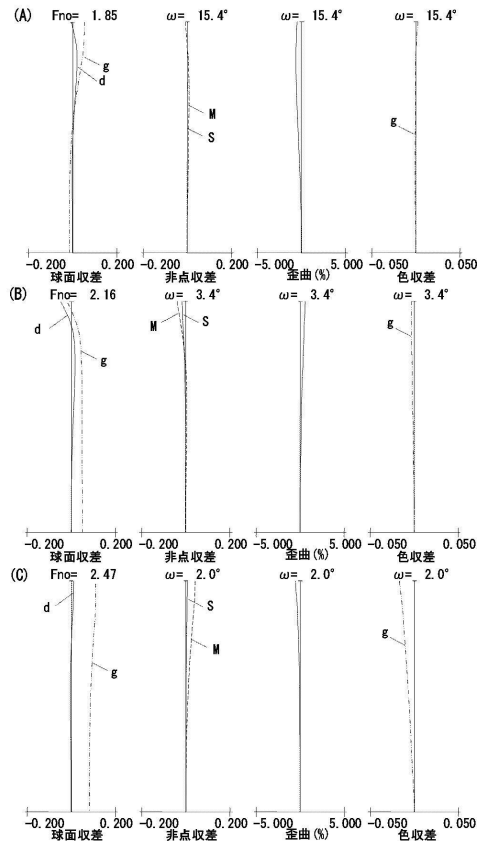 (A) Fno= 1.85 ω= 15.4° ω= 15.4° ω= 15.4°
g
d
M
S
g
-0.200 0.200 -0.200 0.200 -5.000 5.000 -0.050 0.050
球面収差 非点収差 歪曲(%) 色収差
(B) Fno= 2.16 ω= 3.4° ω= 3.4° ω= 3.4°
d M S g
g
-0.200 0.200 -0.200 0.200 -5.000 5.000 -0.050 0.050
球面収差 非点収差 歪曲(%) 色収差
(C) Fno= 2.47 ω= 2.0° ω= 2.0° ω= 2.0°
d S
g
M
g
-0.200 0.200 -0.200 0.200 -5.000 5.000 -0.050 0.050
球面収差 非点収差 歪曲(%) 色収差